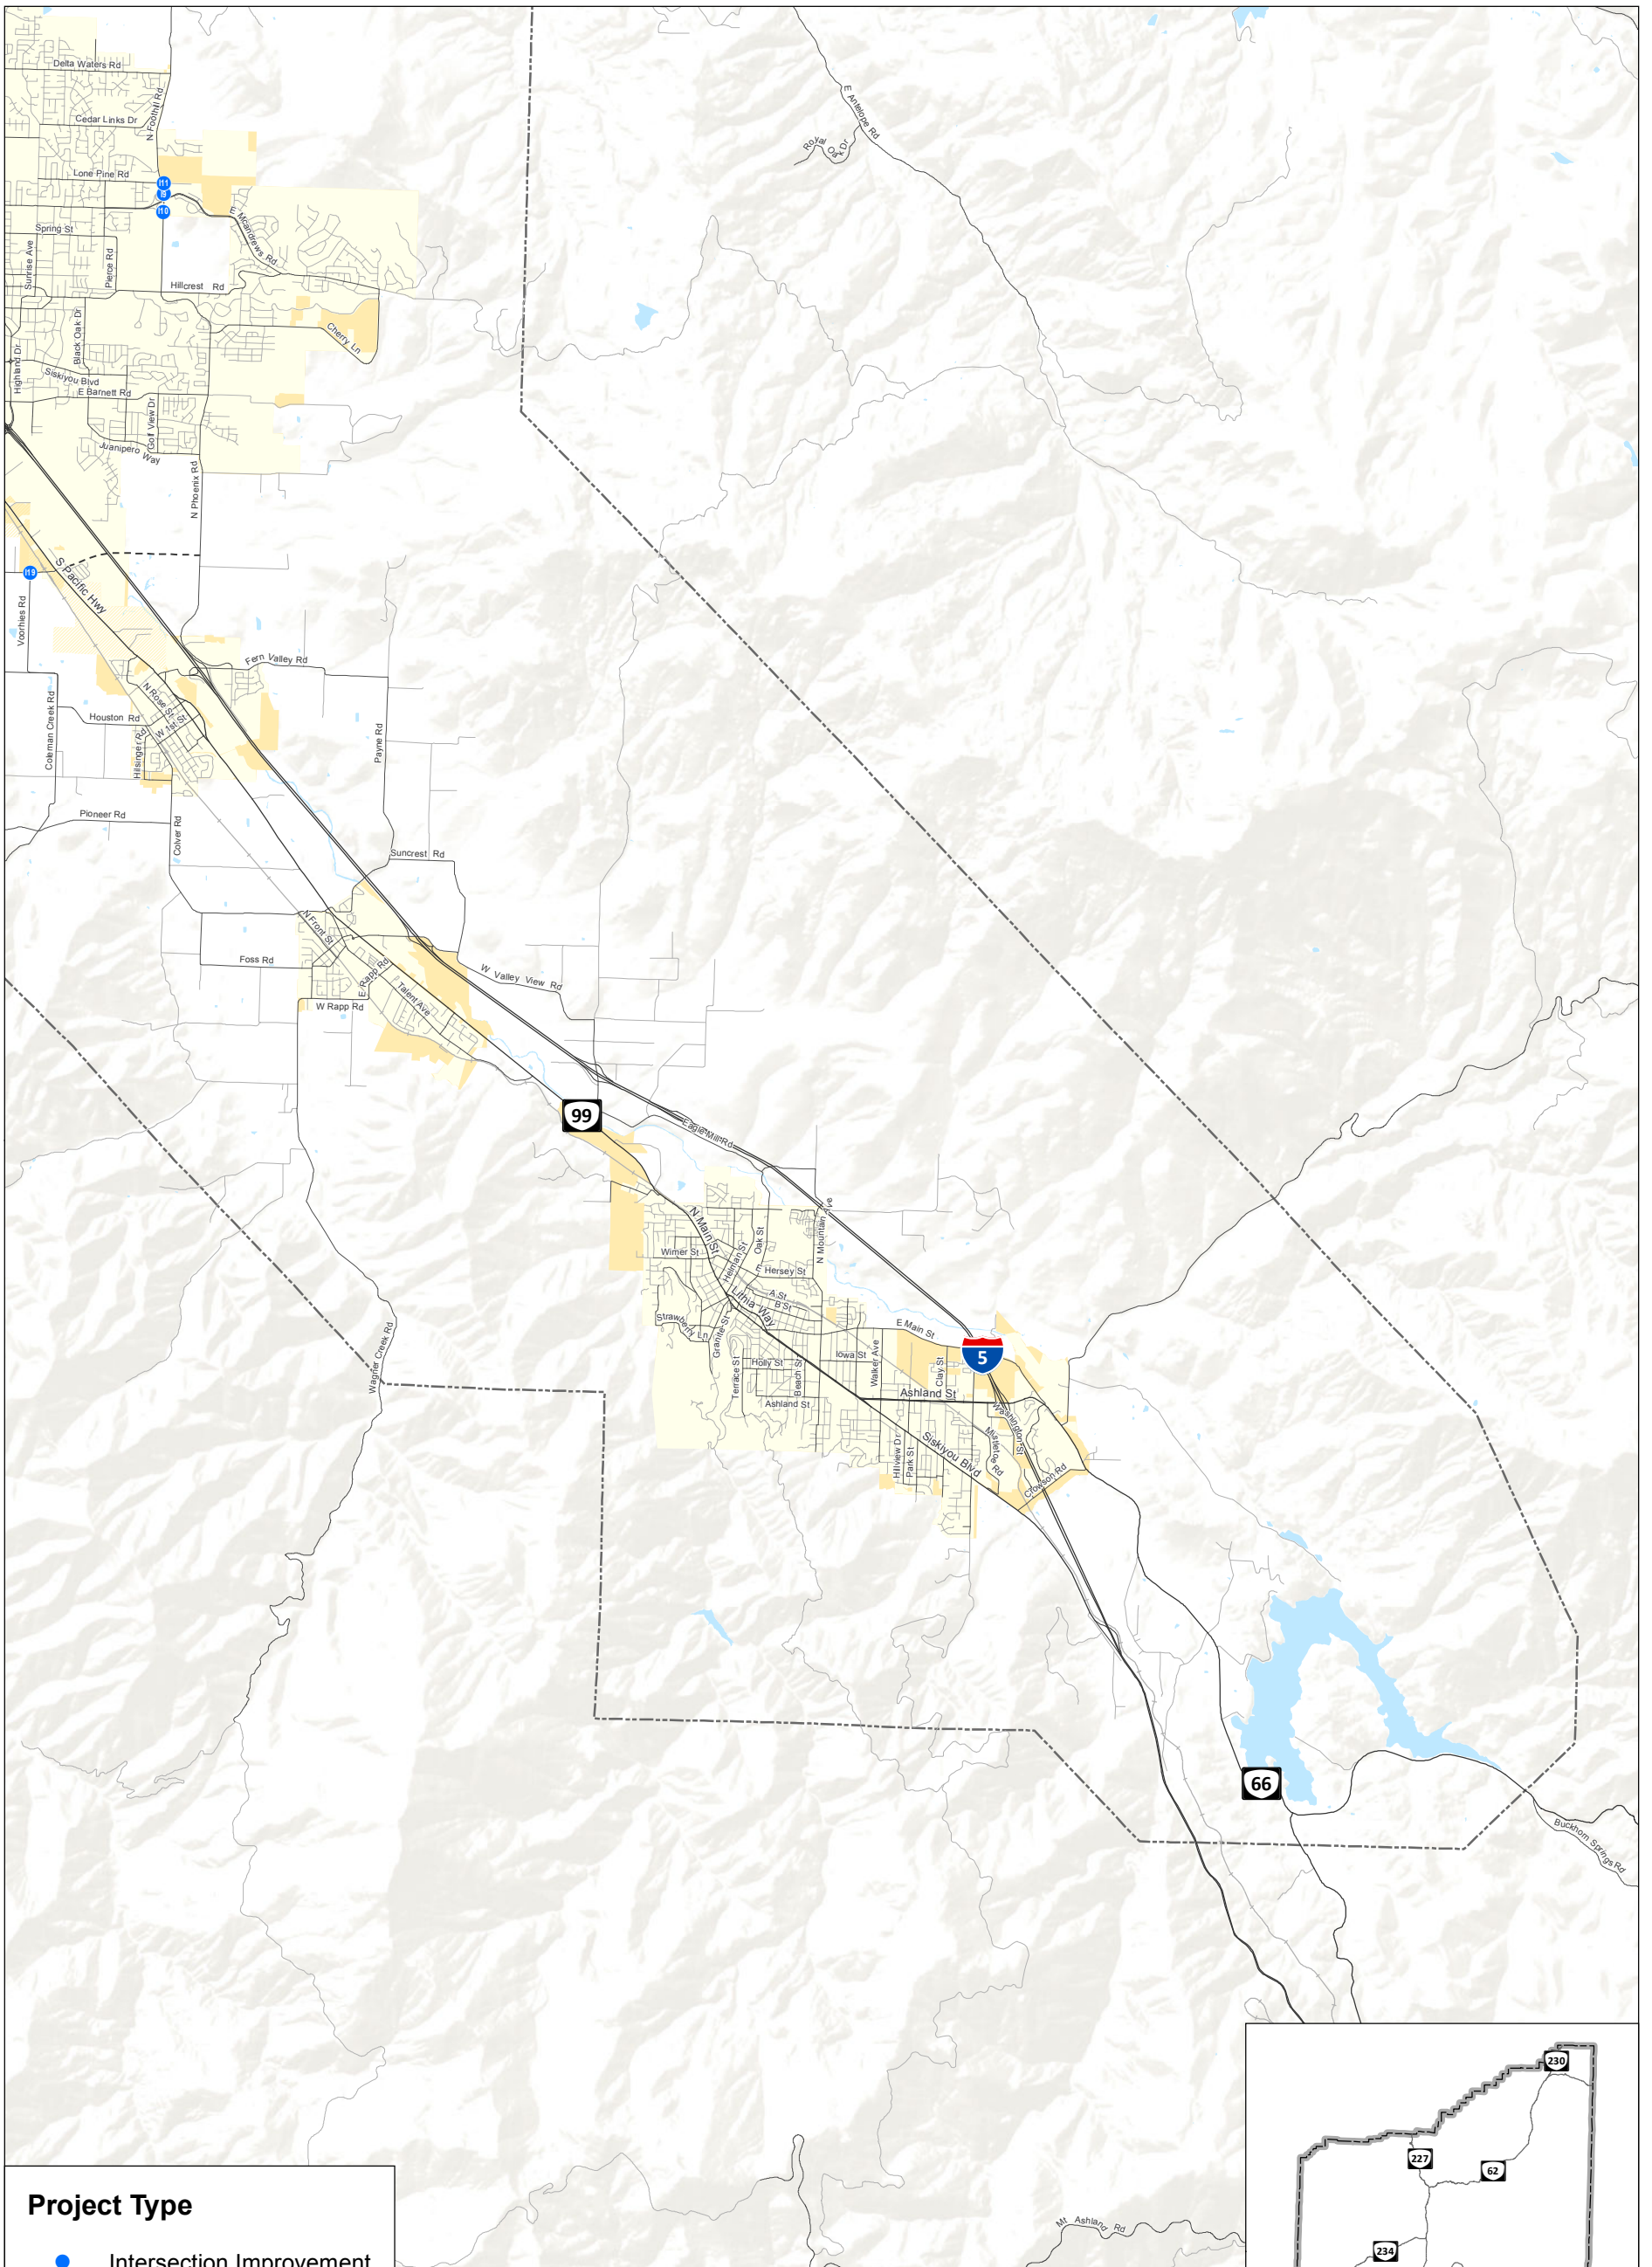 Delta Waters Rd
N Foothill Rd
Cedar Links Dr
E Antelope Rd
Royal Oak Dr
Lone Pine Rd
I11
I9
I10
E Mcandrews Rd
Spring St
Sunrise Ave
Pierce Rd
Hillcrest Rd
Cherry Ln
Black Oak Dr
Highland Dr
Siskiyou Blvd
E Barnett Rd
Golf View Dr
Juanipero Way
N Phoenix Rd
S Pacific Hwy
I19
Voorhies Rd
Fern Valley Rd
N Rose St
Coleman Creek Rd
Houston Rd
W 1st St
Hilsinger Rd
Payne Rd
Pioneer Rd
Colver Rd
Suncrest Rd
N Front St
Foss Rd
E Rapp Rd
W Valley View Rd
Talent Ave
W Rapp Rd
99
Eagle Mill Rd
N Mountain Ave
N Main St
Oak St
Wimer St
Helman St
E Hersey St
A St
B St
Lithia Way
Strawberry Ln
Granite St
E Main St
Wagner Creek Rd
5
Iowa St
Walker Ave
Clay St
Holly St
Terrace St
Beach St
Ashland St
Ashland St
Washington St
Mistletoe Rd
Siskiyou Blvd
Hillview Dr
Park St
Crowson Rd
66
Buckhorn Springs Rd
230
227
62
234
Mt Ashland Rd
Project Type
Intersection Improvement